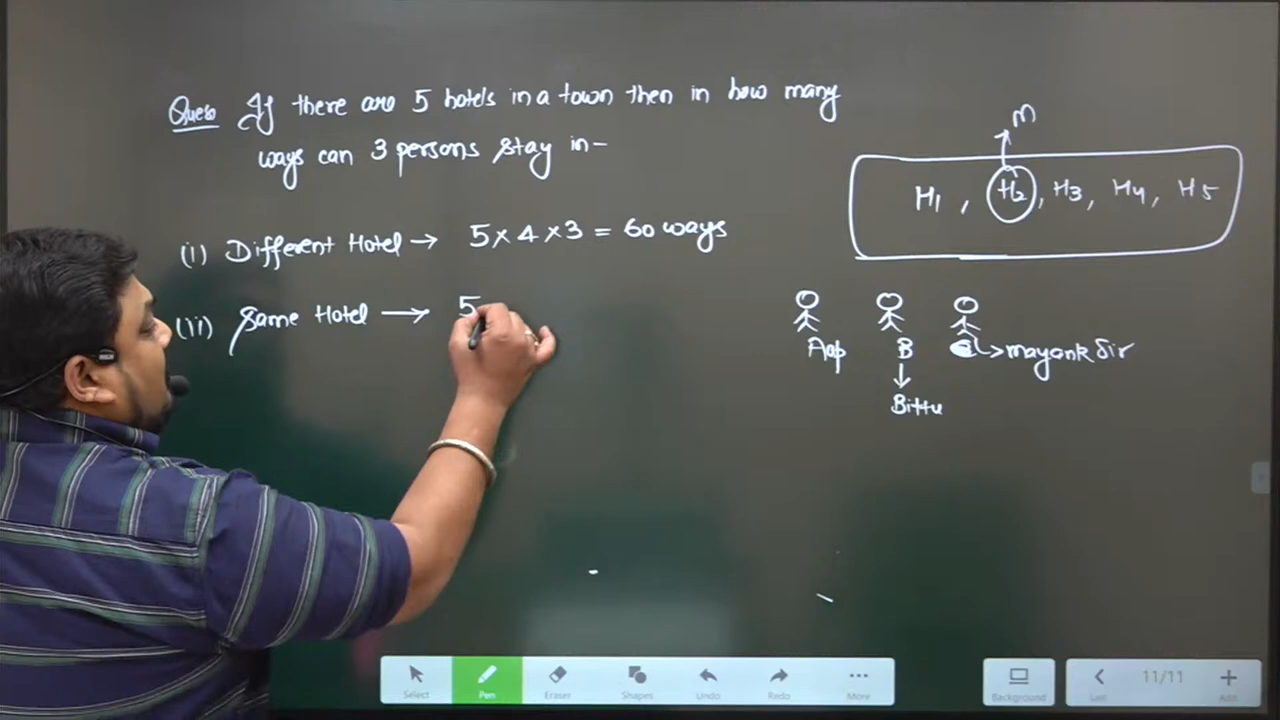 Ques If there are 5 hotels in a town then in how many
ways can 3 persons stay in-
(i) Different Hotel → 5×4×3 = 60 ways
(ii) Same Hotel → 5
m
H1, H2, H3, H4, H5
Aap B → mayank Sir
↓
Bittu
Select Pen Eraser Shapes Undo Redo More
Background
< 11/11 +
Last Add